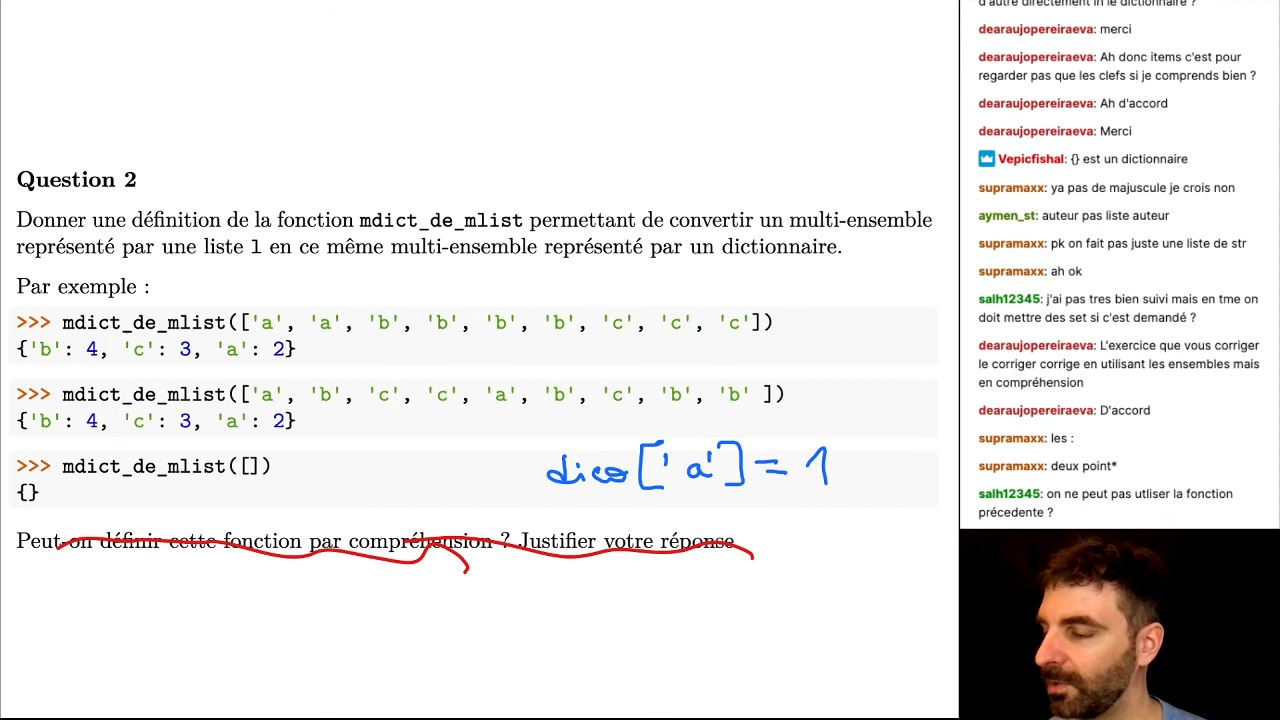 Question 2
Donner une définition de la fonction mdict_de_mlist permettant de convertir un multi-ensemble
représenté par une liste l en ce même multi-ensemble représenté par un dictionnaire.
Par exemple :
>>> mdict_de_mlist(['a', 'a', 'b', 'b', 'b', 'b', 'c', 'c', 'c'])
{'b': 4, 'c': 3, 'a': 2}
>>> mdict_de_mlist(['a', 'b', 'c', 'c', 'a', 'b', 'c', 'b', 'b' ])
{'b': 4, 'c': 3, 'a': 2}
>>> mdict_de_mlist([])
{}
dico['a'] = 1
Peut-on définir cette fonction par compréhension ? Justifier votre réponse.
d'autre directement in le dictionnaire ?
dearaujopereiraeva: merci
dearaujopereiraeva: Ah donc items c'est pour
regarder pas que les clefs si je comprends bien ?
dearaujopereiraeva: Ah d'accord
dearaujopereiraeva: Merci
Vepicfishal: {} est un dictionnaire
supramaxx: ya pas de majuscule je crois non
aymen_st: auteur pas liste auteur
supramaxx: pk on fait pas juste une liste de str
supramaxx: ah ok
salh12345: j'ai pas tres bien suivi mais en tme on
doit mettre des set si c'est demandé ?
dearaujopereiraeva: L'exercice que vous corriger
le corriger corrige en utilisant les ensembles mais
en compréhension
dearaujopereiraeva: D'accord
supramaxx: les :
supramaxx: deux point*
salh12345: on ne peut pas utliser la fonction
précedente ?